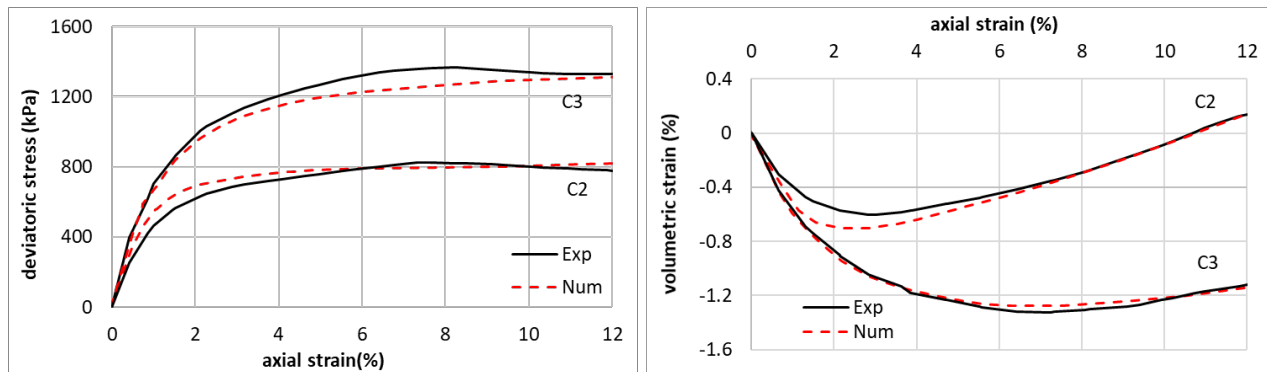 1600
1200
800
400
0
deviatoric stress (kPa)
C3
C2
Exp
Num
0 2 4 6 8 10 12
axial strain(%)
axial strain (%)
0 2 4 6 8 10 12
0.4
0
-0.4
-0.8
-1.2
-1.6
volumetric strain (%)
C2
C3
Exp
Num